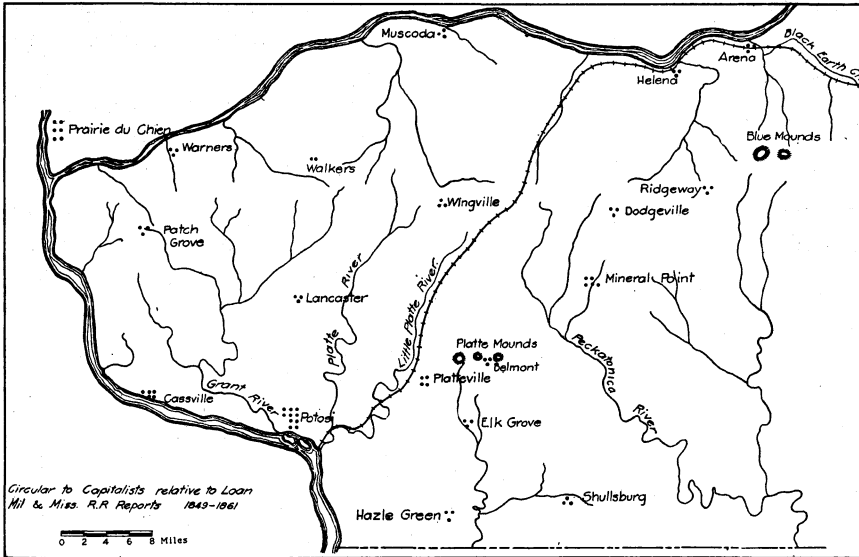 Muscoda
Black Earth
Arena
Helena
Prairie du Chien
Warners
Walkers
Blue Mounds
Ridgeway
Wingville
Dodgeville
Patch
Grove
Lancaster
Mineral Point
Platte River
Little Platte River
Platte Mounds
Belmont
Peckatonica
River
Platteville
Cassville
Grant River
Potosi
Elk Grove
Circular to Capitalists relative to Loan
Mil & Miss. R.R Reports 1849-1861
Shullsburg
Hazle Green
0 2 4 6 8 Miles